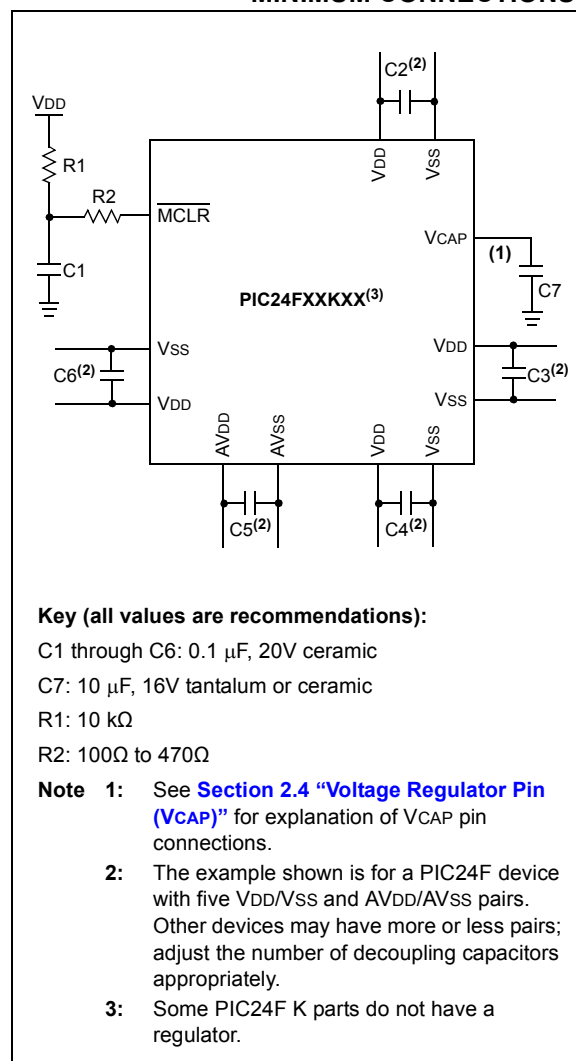 C2(2)
VDD
R1
R2
C1
MCLR
VDD
VSS
VCAP
(1)
C7
PIC24FXXKXX(3)
VSS
VDD
C6(2)
VDD
VSS
C3(2)
AVDD
AVSS
VDD
VSS
C5(2)
C4(2)
Key (all values are recommendations):
C1 through C6: 0.1 μF, 20V ceramic
C7: 10 μF, 16V tantalum or ceramic
R1: 10 kΩ
R2: 100Ω to 470Ω
Note 1: See Section 2.4 “Voltage Regulator Pin
(VCAP)” for explanation of VCAP pin
connections.
2: The example shown is for a PIC24F device
with five VDD/VSS and AVDD/AVSS pairs.
Other devices may have more or less pairs;
adjust the number of decoupling capacitors
appropriately.
3: Some PIC24F K parts do not have a
regulator.